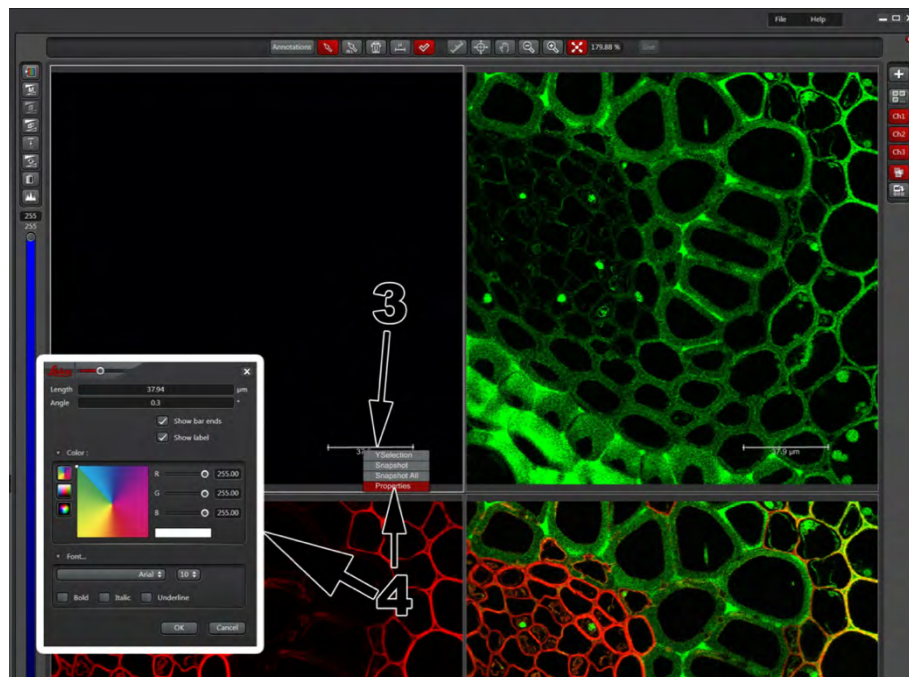 File Help
Annotations 179.88 % Live
Ch1
Ch2
Ch3
255
255
3
Leica
Length 37.94 µm
Angle 0.3 °
Show bar ends
Show label
Color :
R 255.00
G 255.00
B 255.00
Font...
Arial 10
Bold Italic Underline
OK Cancel
YSelection
Snapshot
Snapshot All
Properties
37.9 µm
4